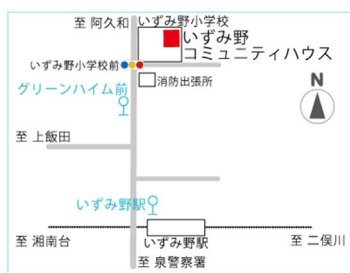 至 阿久和
いずみ野小学校
いずみ野
コミュニティハウス
いずみ野小学校前
消防出張所
グリーンハイム前
N
至 上飯田
いずみ野駅
至 湘南台
いずみ野駅
至 二俣川
至 泉警察署